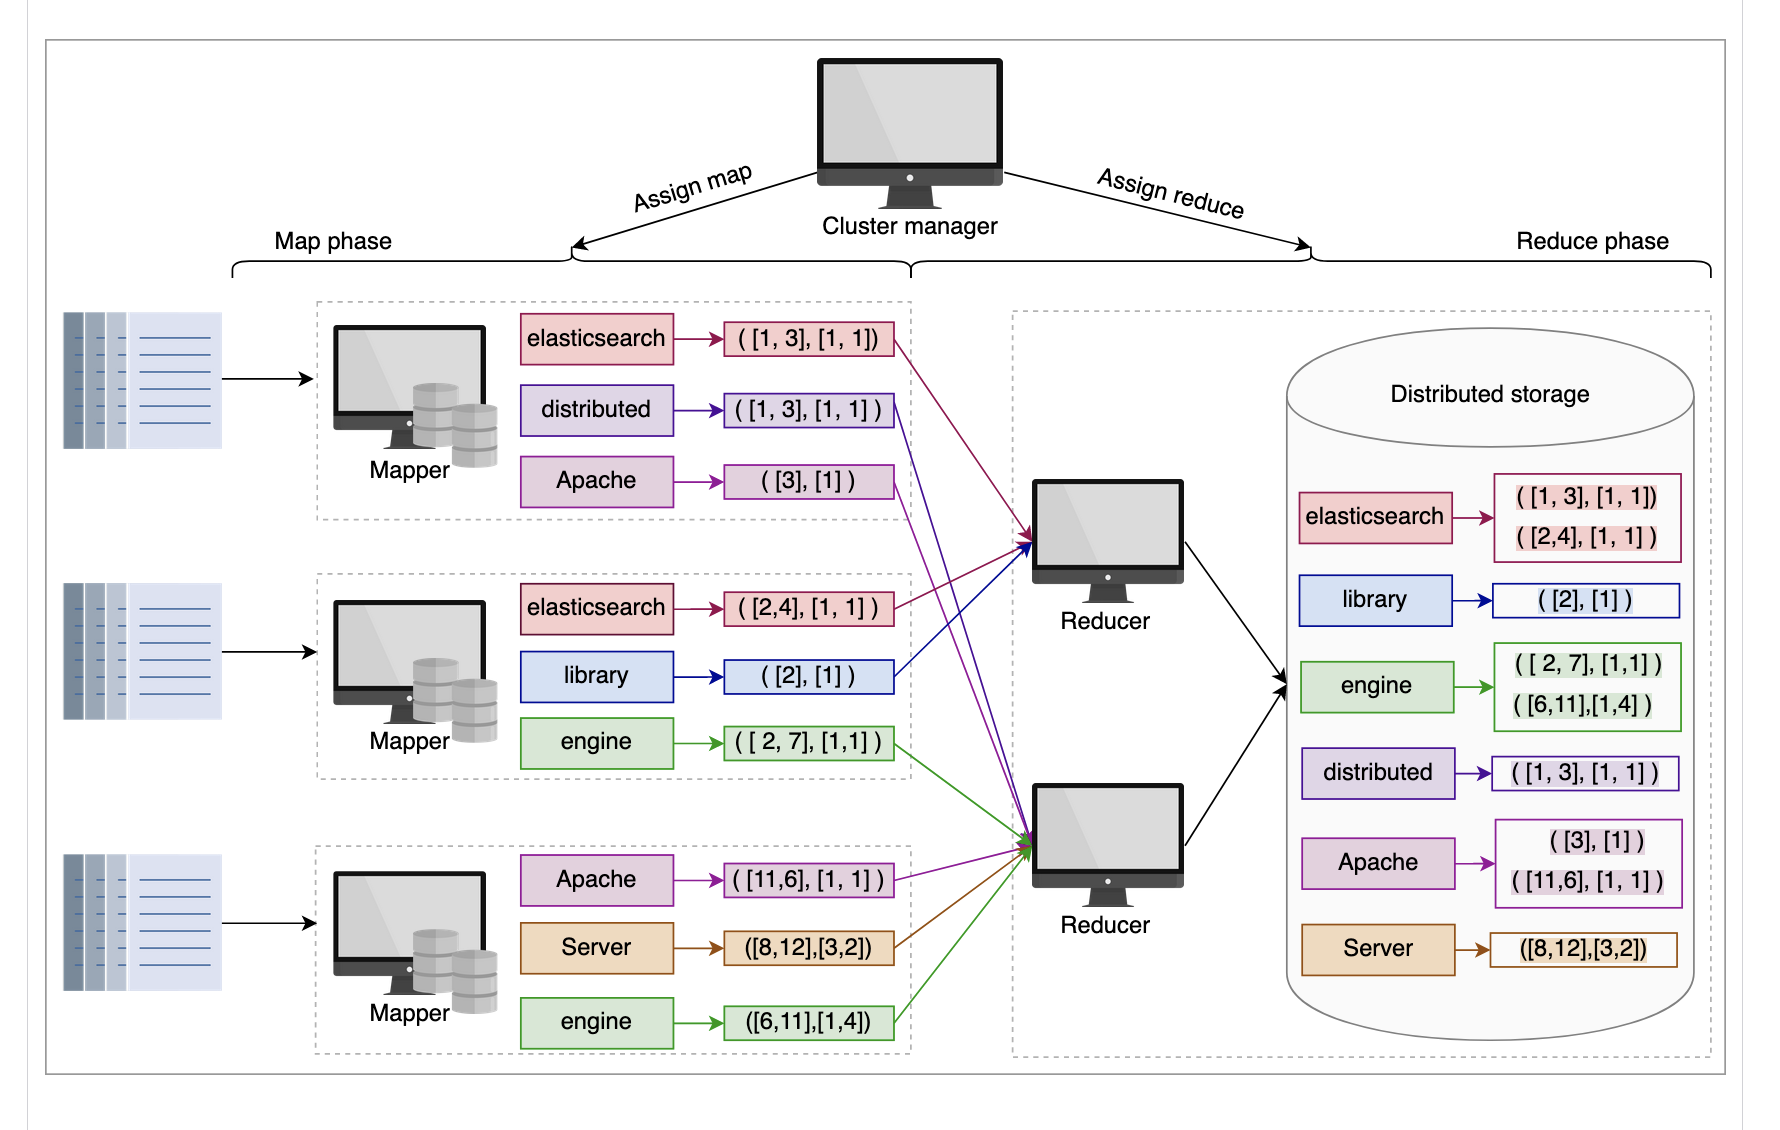 Assign map
Assign reduce
Cluster manager
Map phase
Reduce phase
elasticsearch
( [1, 3], [1, 1])
distributed
( [1, 3], [1, 1] )
Apache
( [3], [1] )
Mapper
elasticsearch
( [2,4], [1, 1] )
library
( [2], [1] )
engine
( [ 2, 7], [1,1] )
Mapper
Apache
( [11,6], [1, 1] )
Server
([8,12],[3,2])
engine
([6,11],[1,4])
Mapper
Reducer
Reducer
Distributed storage
elasticsearch
( [1, 3], [1, 1])
( [2,4], [1, 1] )
library
( [2], [1] )
engine
( [ 2, 7], [1,1] )
( [6,11],[1,4] )
distributed
( [1, 3], [1, 1] )
Apache
( [3], [1] )
( [11,6], [1, 1] )
Server
([8,12],[3,2])